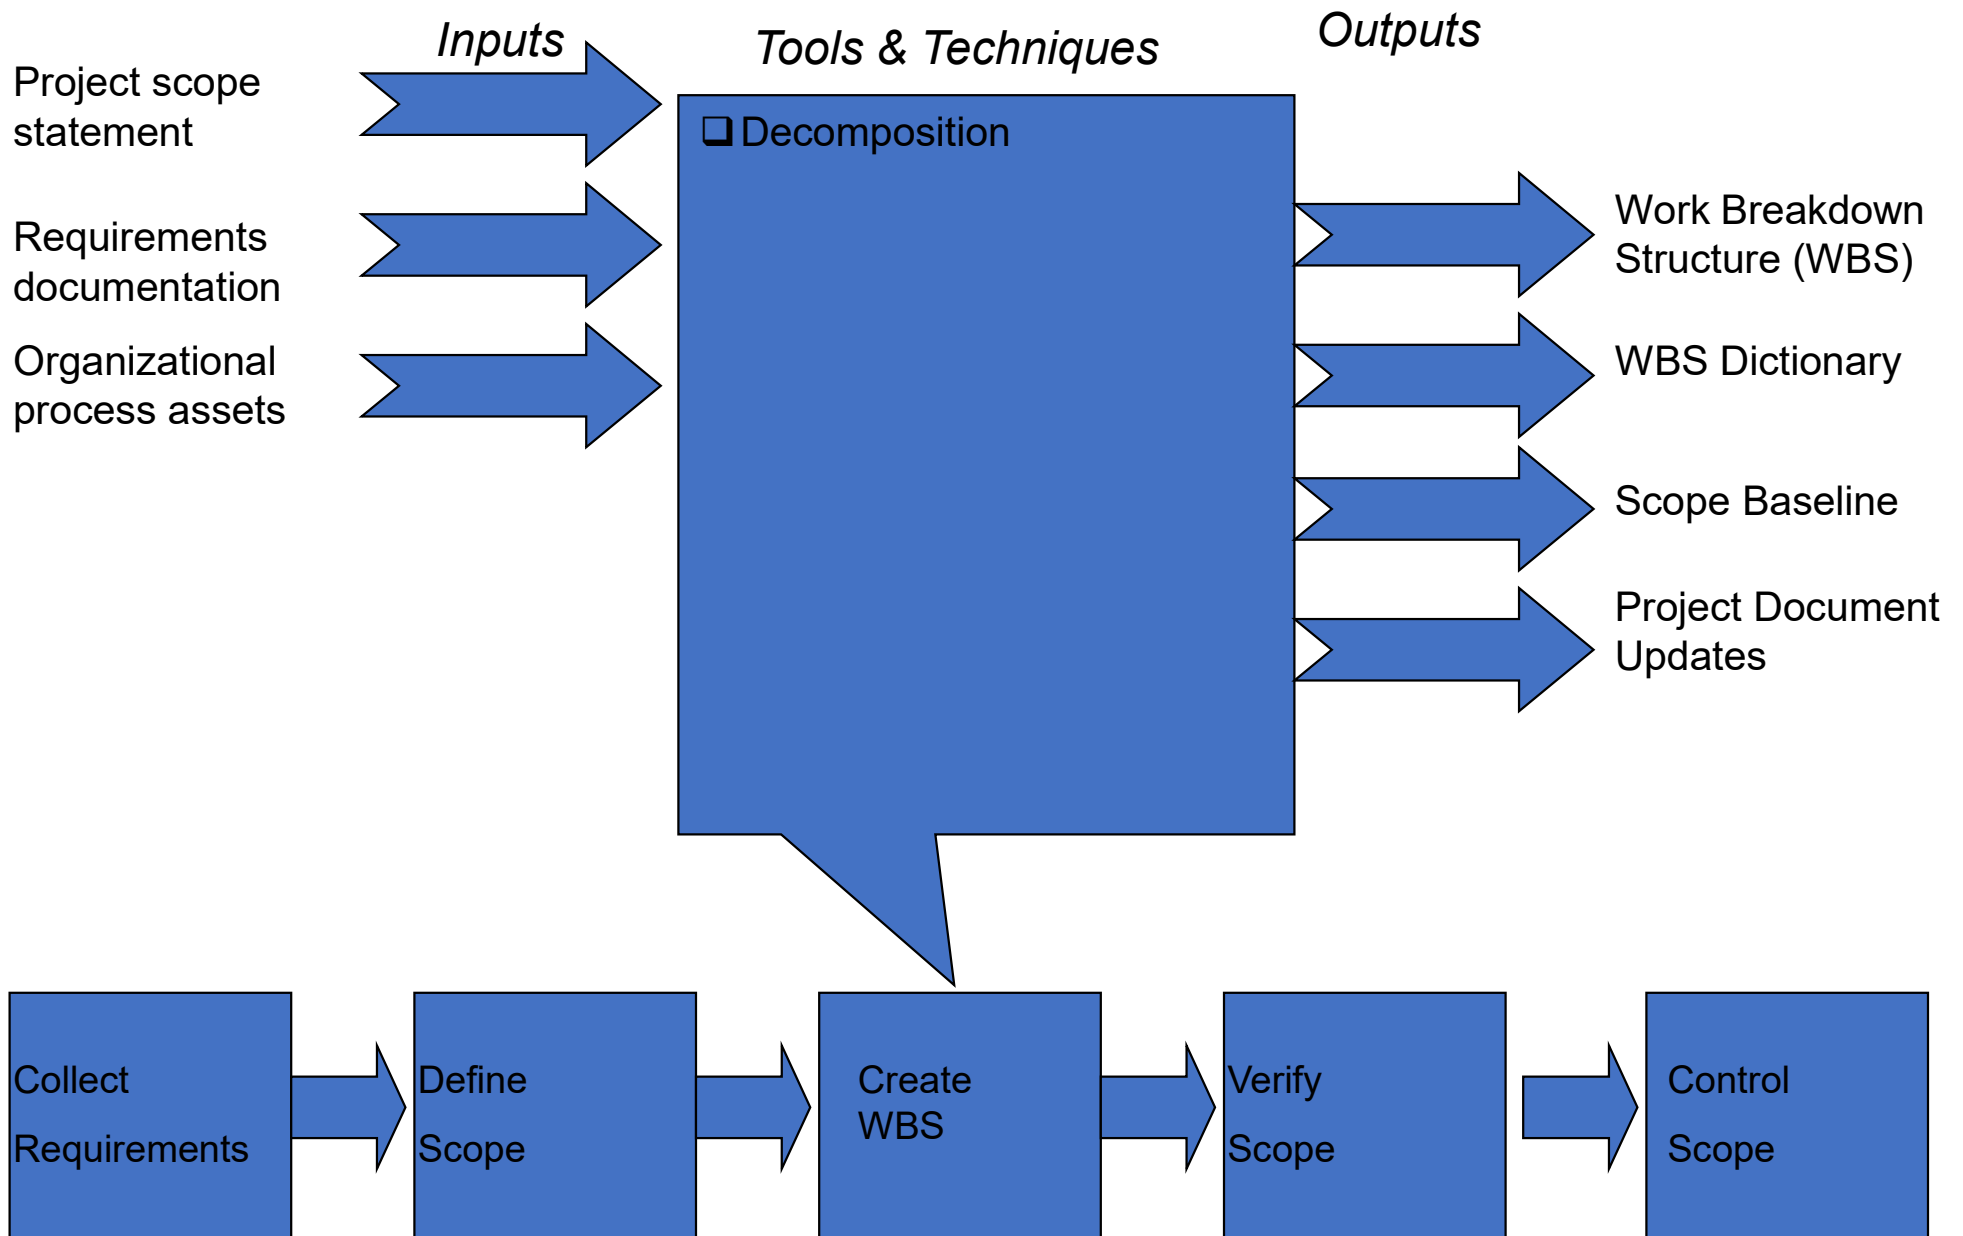 Inputs
Tools & Techniques
Outputs
Project scope
statement
Requirements
documentation
Organizational
process assets
❑ Decomposition
Work Breakdown
Structure (WBS)
WBS Dictionary
Scope Baseline
Project Document
Updates
Collect
Requirements
Define
Scope
Create
WBS
Verify
Scope
Control
Scope